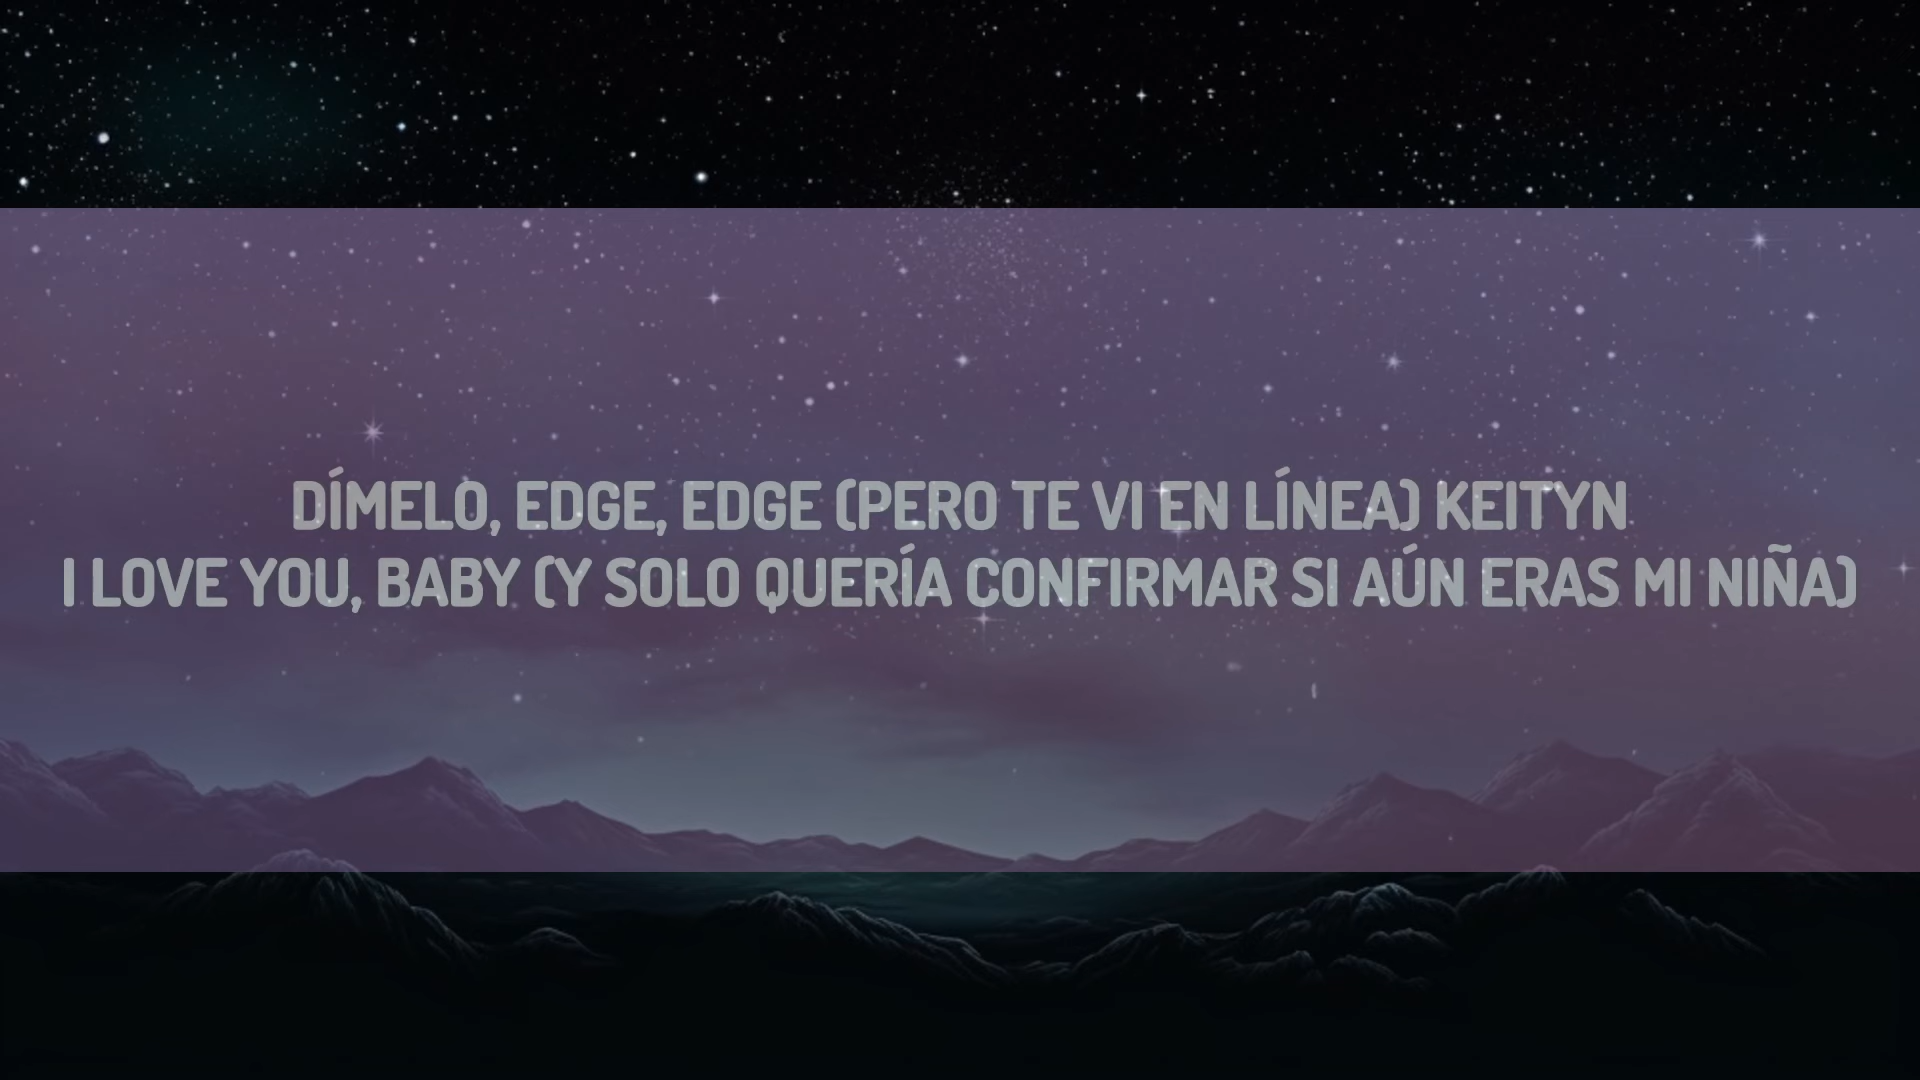 DÍMELO, EDGE, EDGE (PERO TE VI EN LÍNEA) KEITYN
I LOVE YOU, BABY (Y SOLO QUERÍA CONFIRMAR SI AÚN ERAS MI NIÑA)